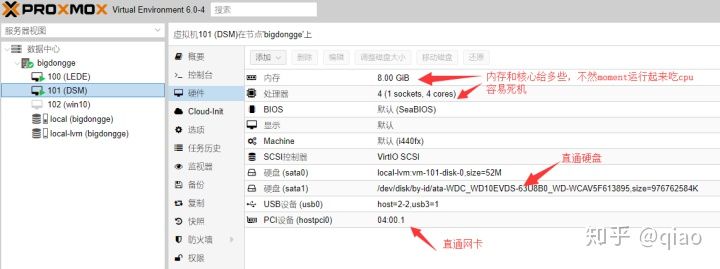 PROXMOX Virtual Environment 6.0-4
服务器视图
数据中心
bigdongge
100 (LEDE)
101 (DSM)
102 (win10)
local (bigdongge)
local-lvm (bigdongge)
虚拟机101 (DSM)在节点'bigdongge'上
概要
控制台
硬件
Cloud-Init
选项
任务历史
监视器
备份
复制
快照
防火墙
权限
添加 删除 编辑 调整磁盘大小 移动磁盘 还原
内存 8.00 GiB
处理器 4 (1 sockets, 4 cores)
BIOS 默认 (SeaBIOS)
显示 默认
Machine 默认 (i440fx)
SCSI控制器 VirtIO SCSI
硬盘 (sata0) local-lvm:vm-101-disk-0,size=52M
硬盘 (sata1) /dev/disk/by-id/ata-WDC_WD10EVDS-63U8B0_WD-WCAV5F613895,size=976762584K
USB设备 (usb0) host=2-2,usb3=1
PCI设备 (hostpci0) 04:00.1
内存和核心给多些，不然moment运行起来吃cpu
容易死机
直通硬盘
直通网卡
知乎 @qiao